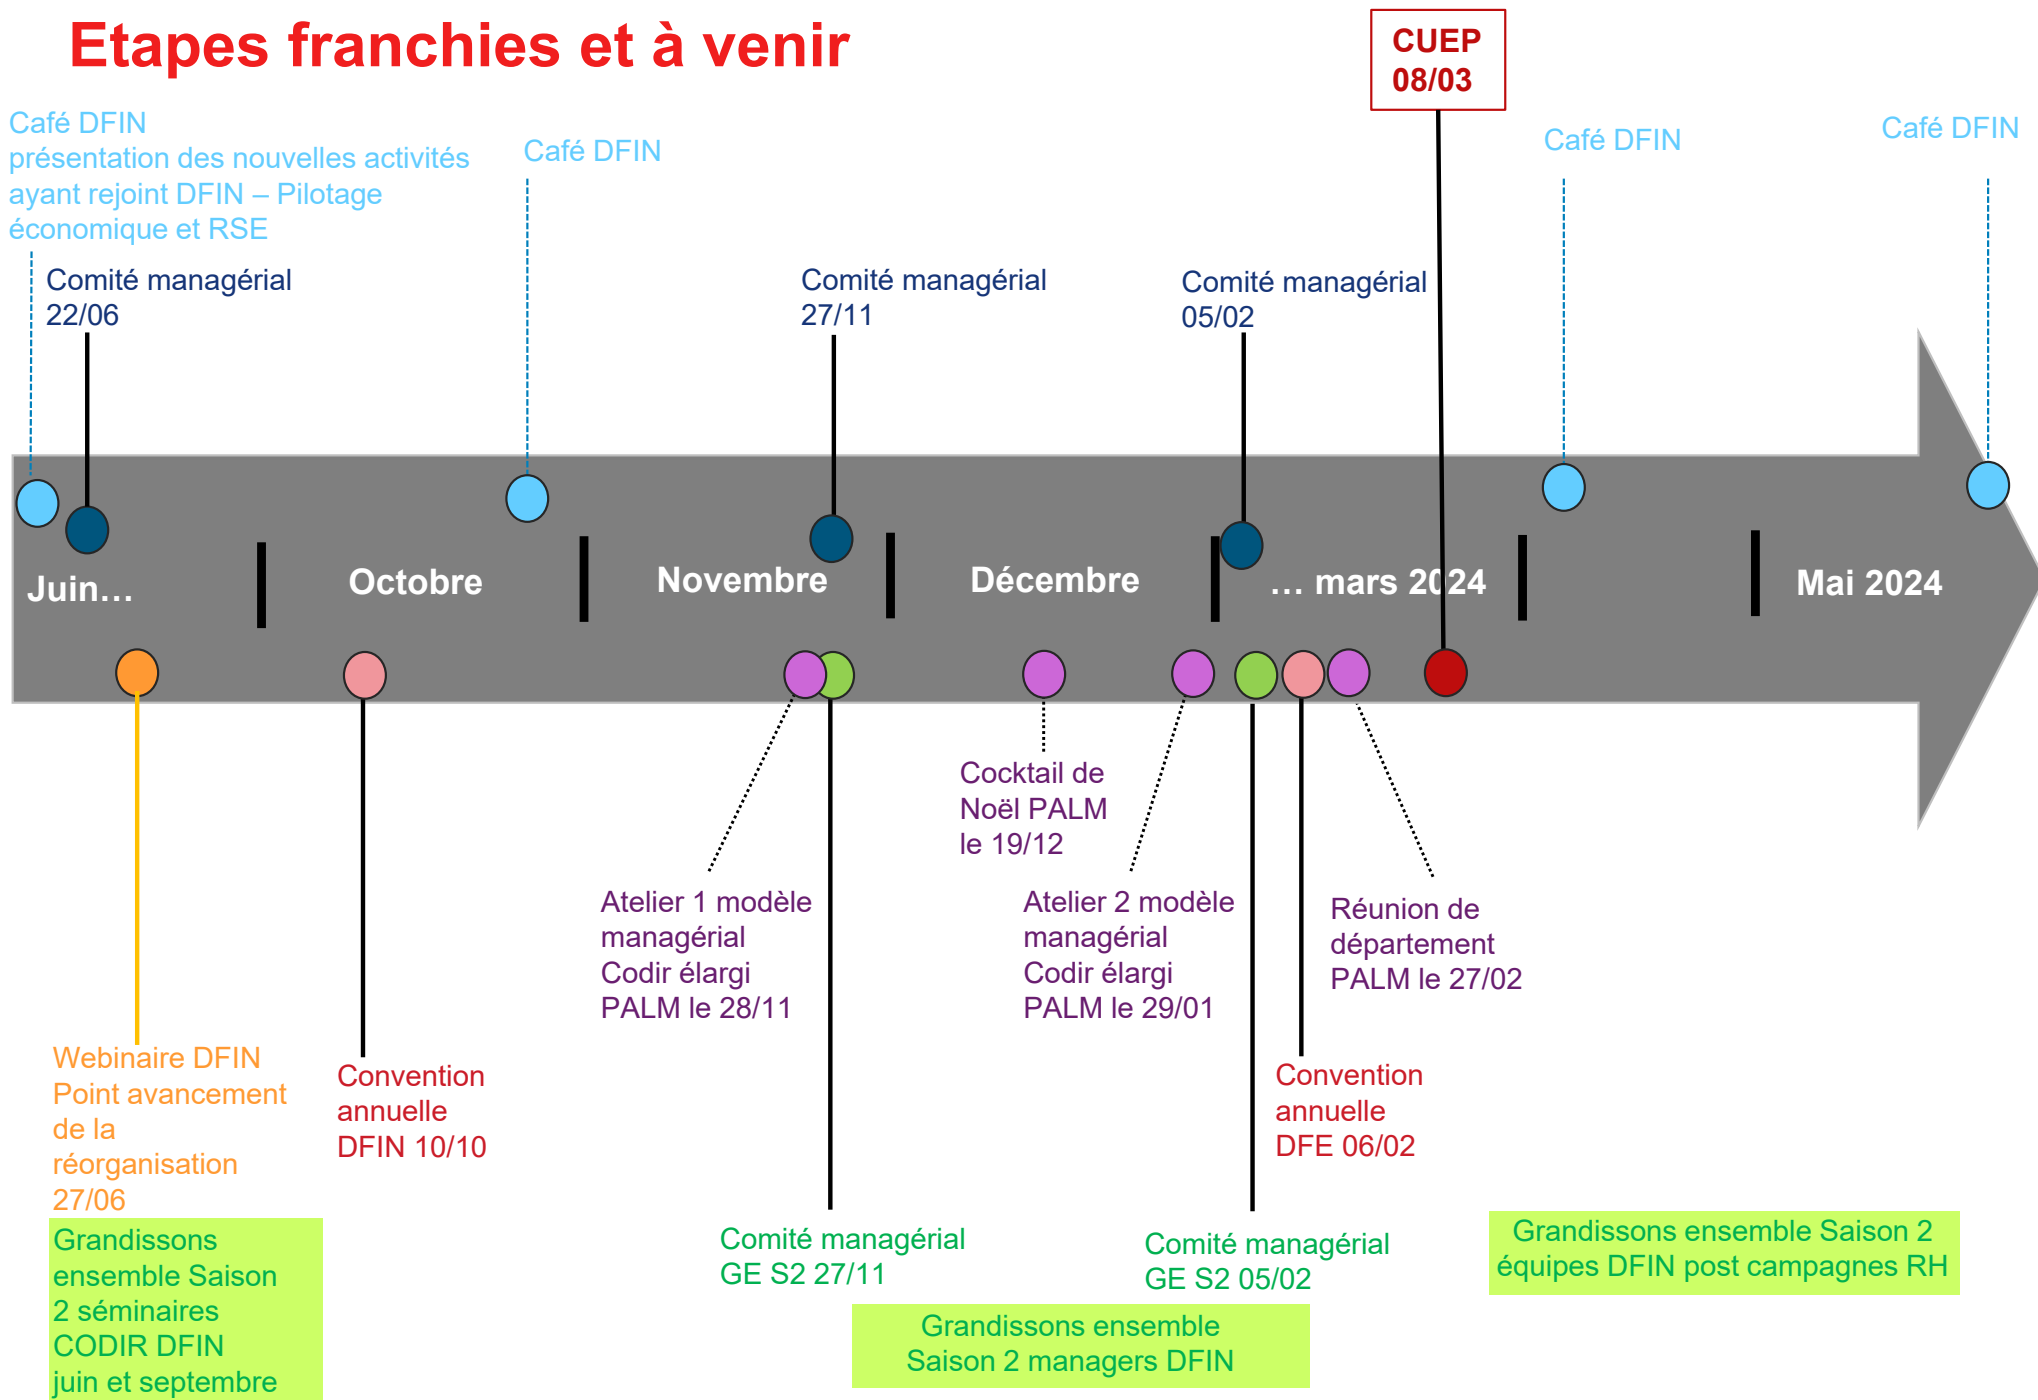 Etapes franchies et à venir
CUEP
08/03
Café DFIN
présentation des nouvelles activités
ayant rejoint DFIN – Pilotage
économique et RSE
Café DFIN
Café DFIN
Café DFIN
Comité managérial
22/06
Comité managérial
27/11
Comité managérial
05/02
Juin…
Octobre
Novembre
Décembre
… mars 2024
Mai 2024
Cocktail de
Noël PALM
le 19/12
Atelier 1 modèle
managérial
Codir élargi
PALM le 28/11
Atelier 2 modèle
managérial
Codir élargi
PALM le 29/01
Réunion de
département
PALM le 27/02
Webinaire DFIN
Point avancement
de la
réorganisation
27/06
Convention
annuelle
DFIN 10/10
Convention
annuelle
DFE 06/02
Grandissons
ensemble Saison
2 séminaires
CODIR DFIN
juin et septembre
Comité managérial
GE S2 27/11
Comité managérial
GE S2 05/02
Grandissons ensemble Saison 2
équipes DFIN post campagnes RH
Grandissons ensemble
Saison 2 managers DFIN